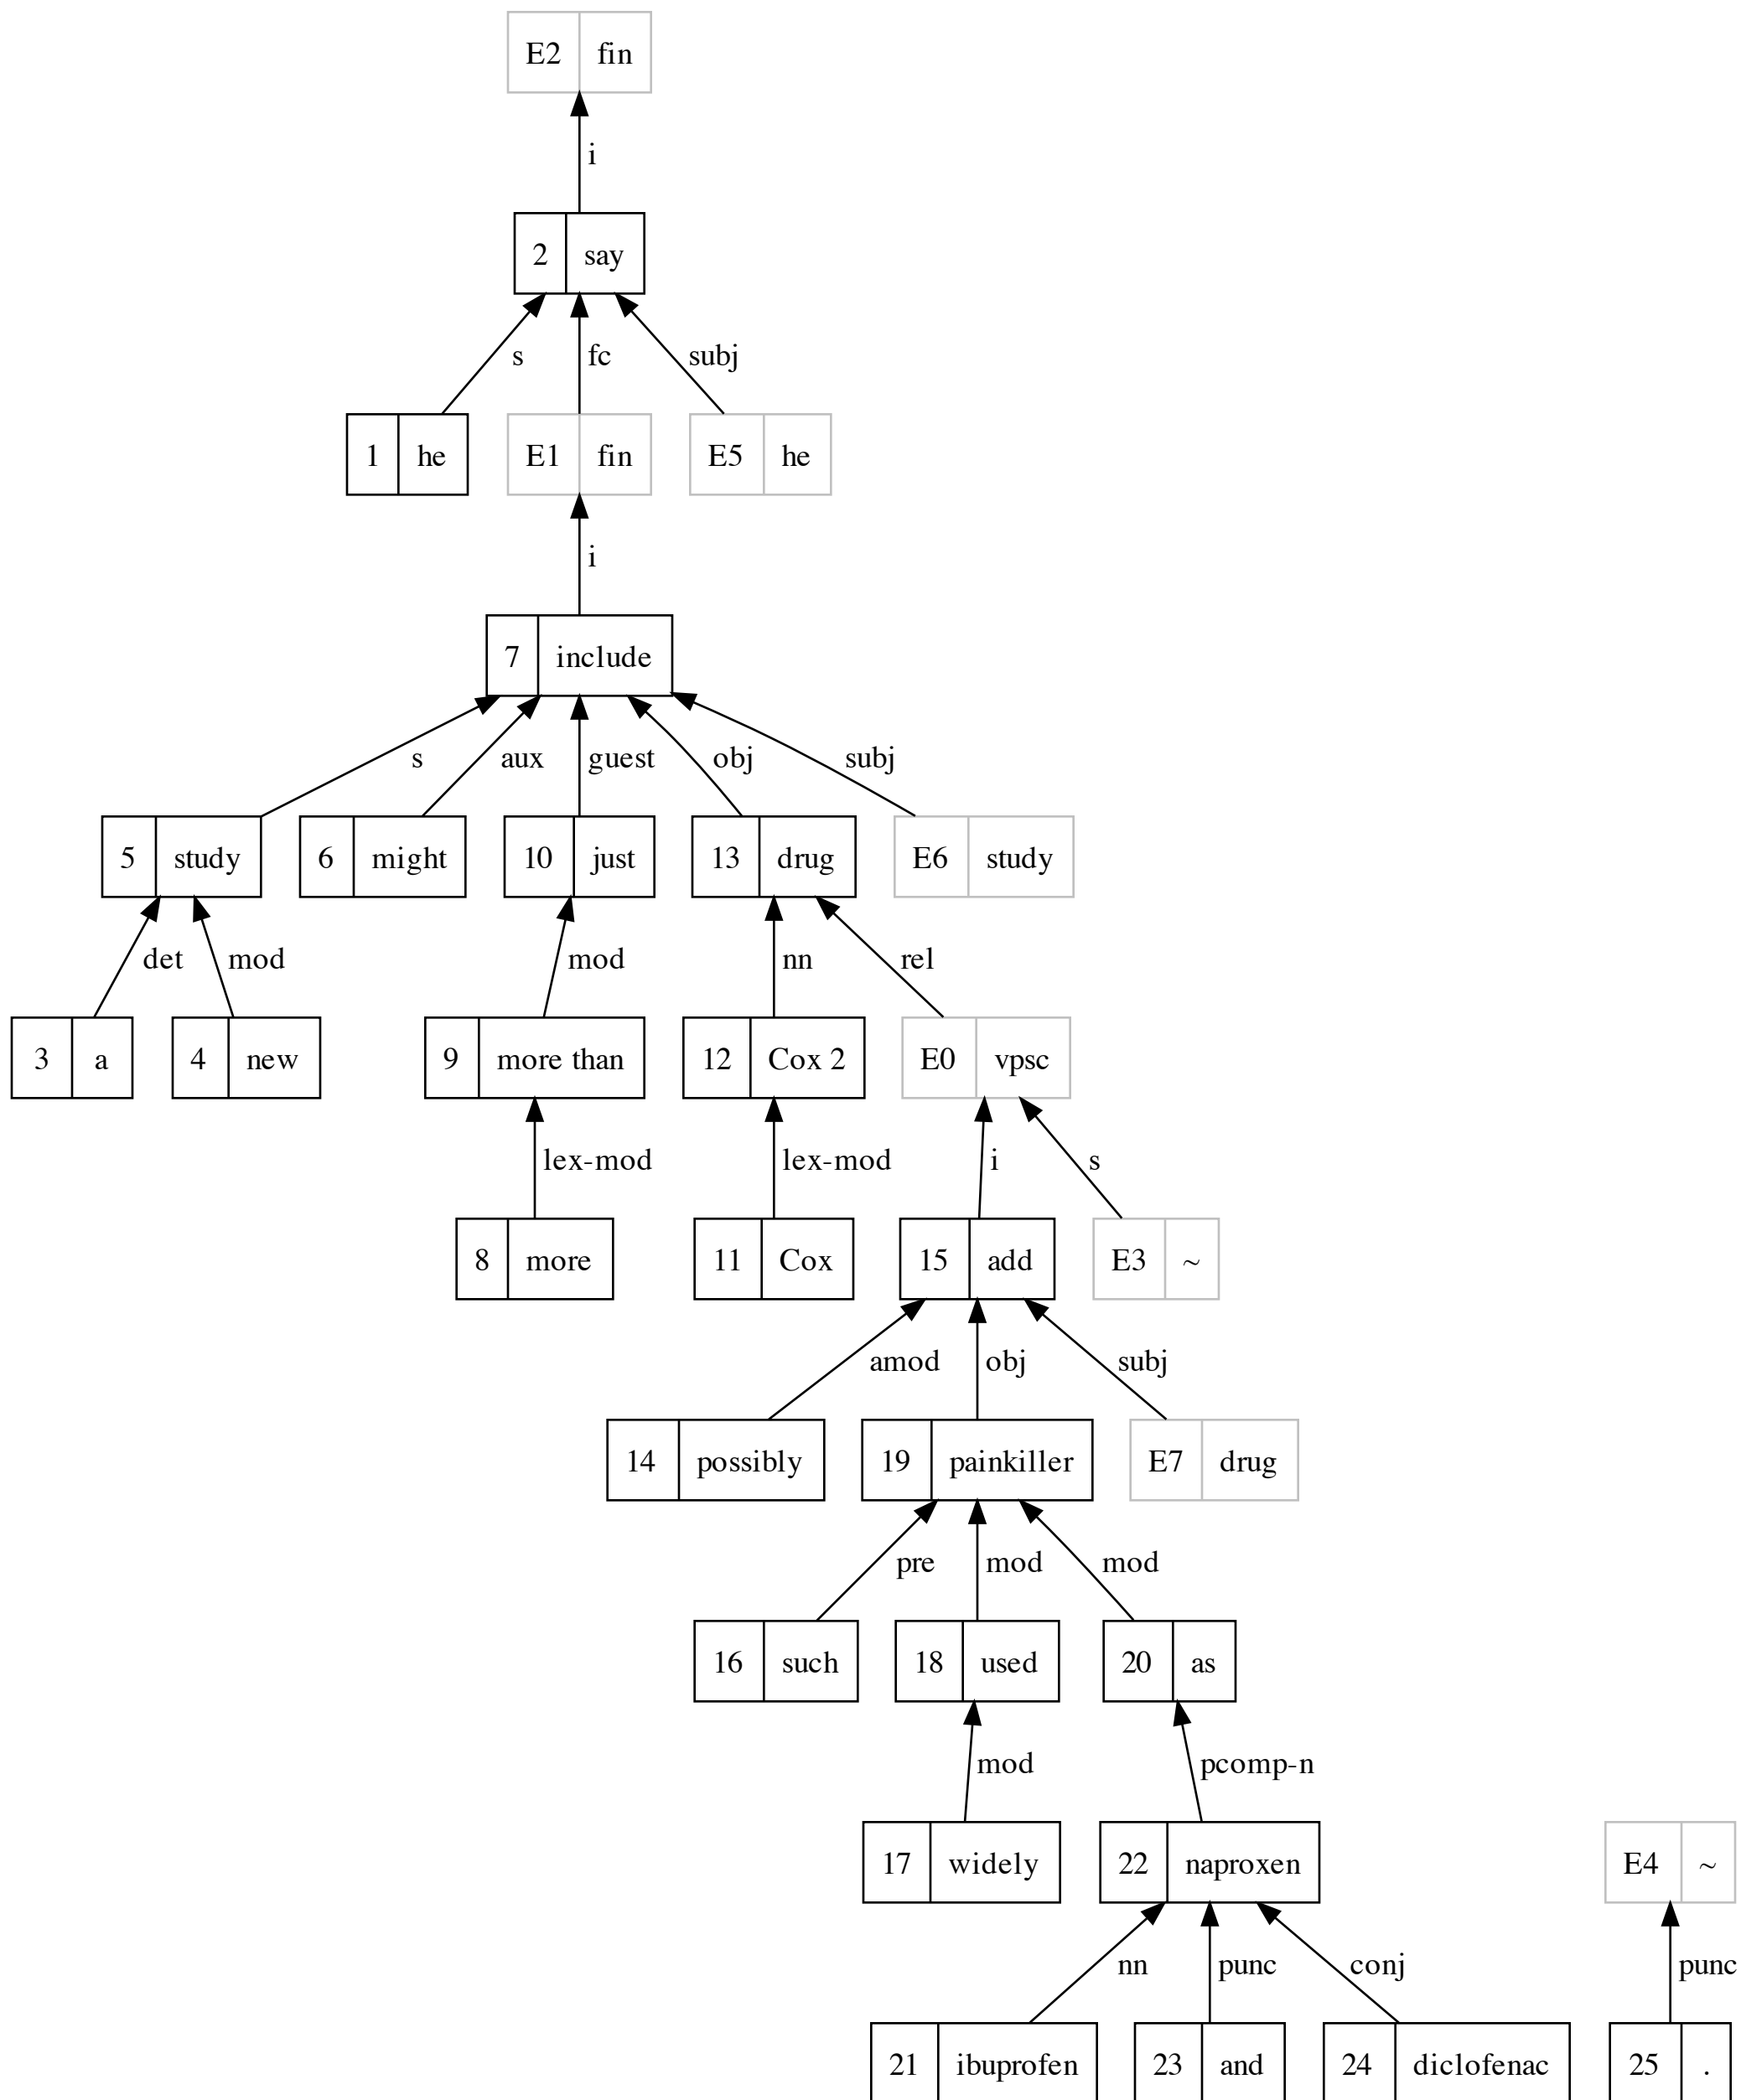 E2 fin
i
2 say
s fc subj
1 he E1 fin E5 he
i
7 include
s aux guest obj subj
5 study 6 might 10 just 13 drug E6 study
det mod mod nn rel
3 a 4 new 9 more than 12 Cox 2 E0 vpsc
lex-mod lex-mod i s
8 more 11 Cox 15 add E3 ~
amod obj subj
14 possibly 19 painkiller E7 drug
pre mod mod
16 such 18 used 20 as
mod pcomp-n
17 widely 22 naproxen E4 ~
nn punc conj punc
21 ibuprofen 23 and 24 diclofenac 25 .